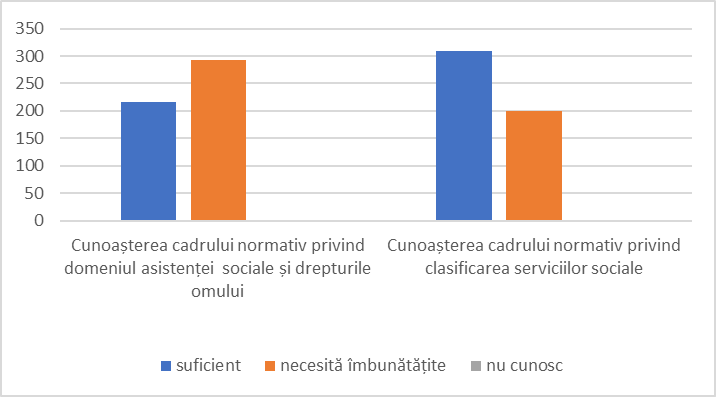 350
300
250
200
150
100
50
0
Cunoașterea cadrului normativ privind
domeniul asistenței sociale și drepturile
omului
Cunoașterea cadrului normativ privind
clasificarea serviciilor sociale
suficient
necesită îmbunătățite
nu cunosc